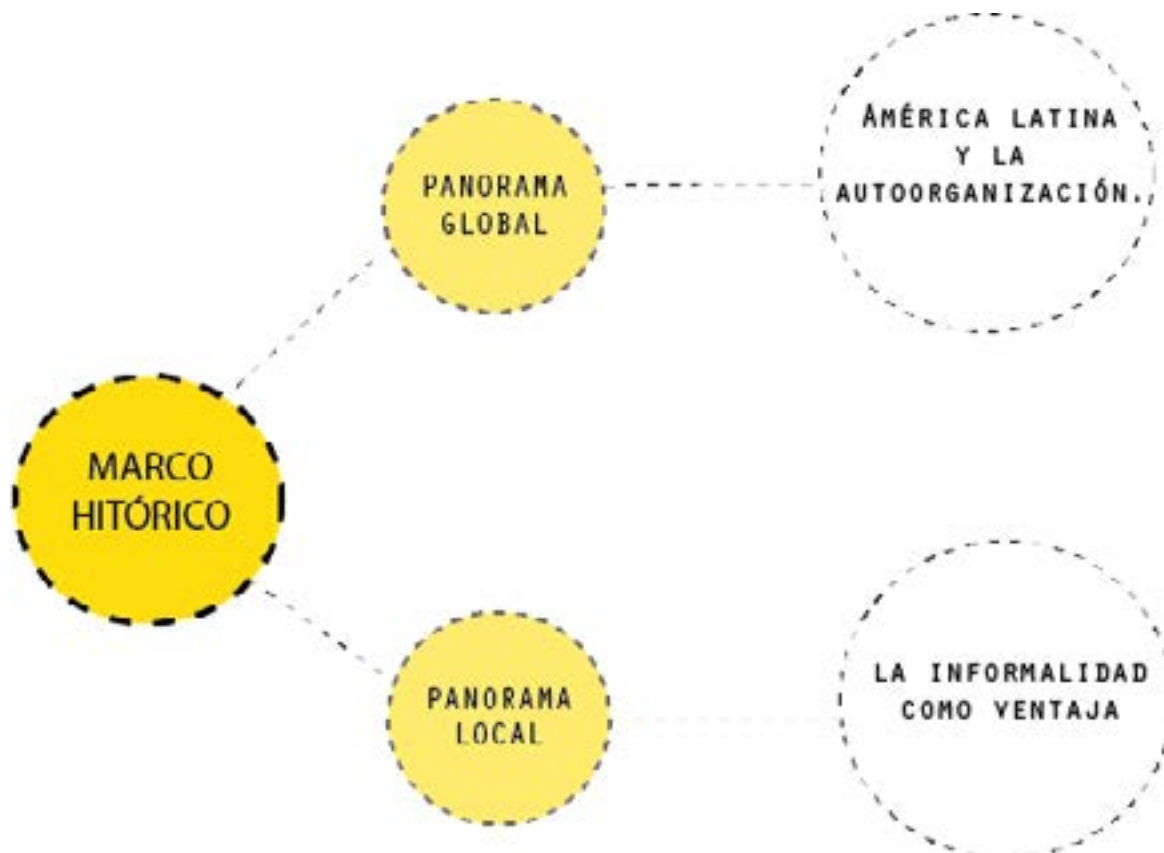 AMÉRICA LATINA
Y LA
AUTOORGANIZACIÓN.
PANORAMA
GLOBAL
MARCO
HITÓRICO
PANORAMA
LOCAL
LA INFORMALIDAD
COMO VENTAJA